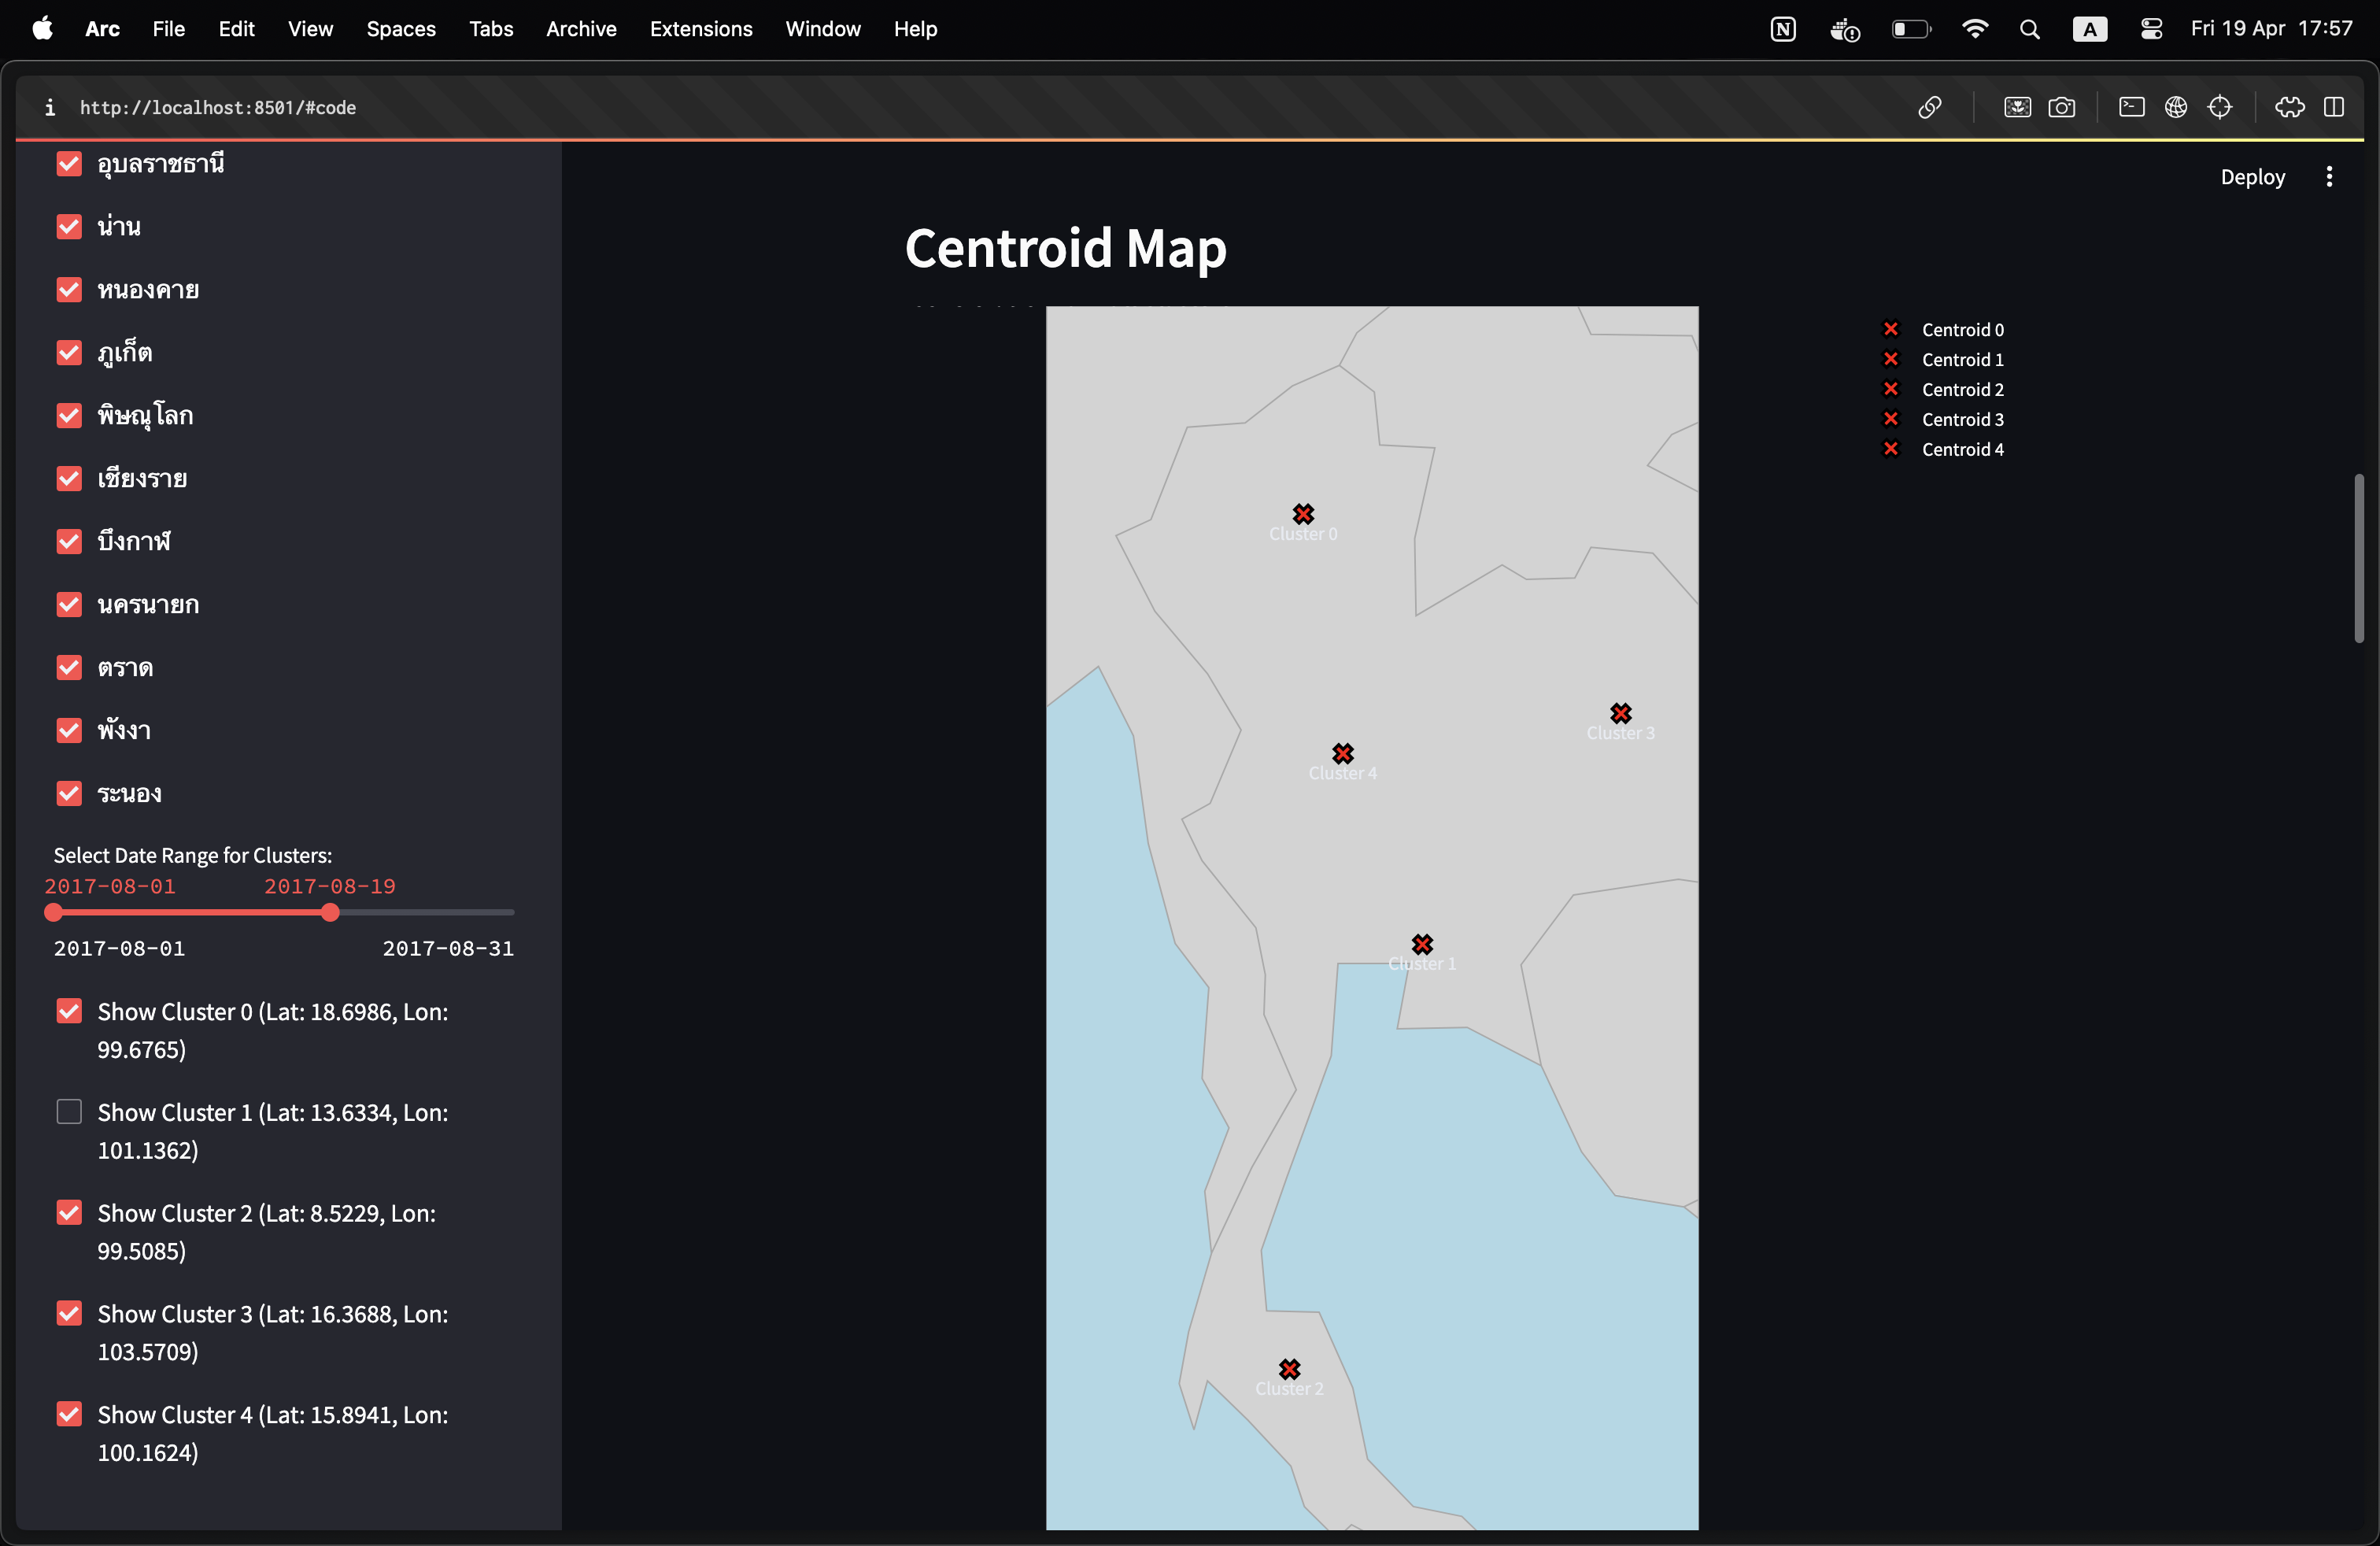 Arc File Edit View Spaces Tabs Archive Extensions Window Help
A Fri 19 Apr 17:57
http://localhost:8501/#code
อุบลราชธานี
น่าน
หนองคาย
ภูเก็ต
พิษณุโลก
เชียงราย
บึงกาฬ
นครนายก
ตราด
พังงา
ระนอง
Select Date Range for Clusters:
2017-08-01 2017-08-19
2017-08-01 2017-08-31
Show Cluster 0 (Lat: 18.6986, Lon:
99.6765)
Show Cluster 1 (Lat: 13.6334, Lon:
101.1362)
Show Cluster 2 (Lat: 8.5229, Lon:
99.5085)
Show Cluster 3 (Lat: 16.3688, Lon:
103.5709)
Show Cluster 4 (Lat: 15.8941, Lon:
100.1624)
Deploy
Centroid Map
Cluster 0
Cluster 3
Cluster 4
Cluster 1
Cluster 2
Centroid 0
Centroid 1
Centroid 2
Centroid 3
Centroid 4